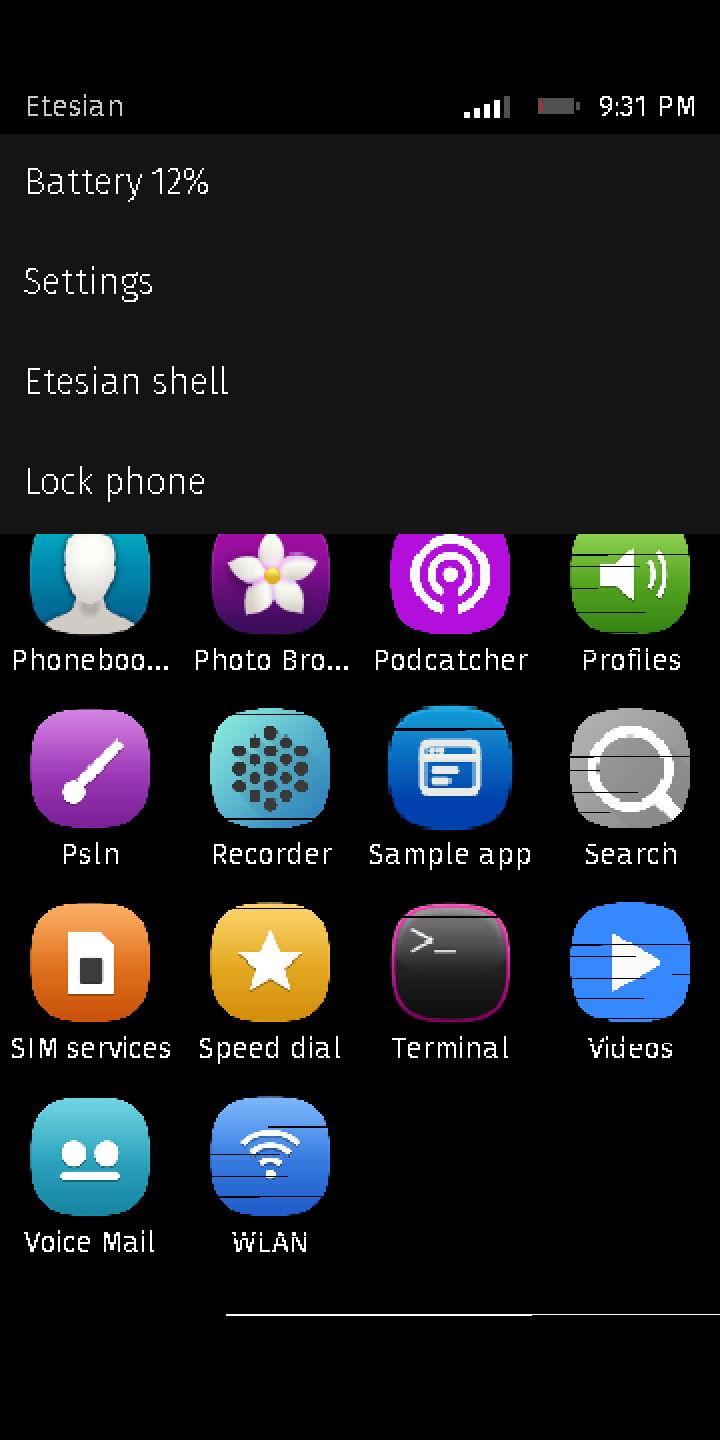 Etesian 9:31 PM
Battery 12%
Settings
Etesian shell
Lock phone
Phoneboo... Photo Bro... Podcatcher Profiles
Psln Recorder Sample app Search
>_
SIM services Speed dial Terminal Videos
Voice Mail WLAN